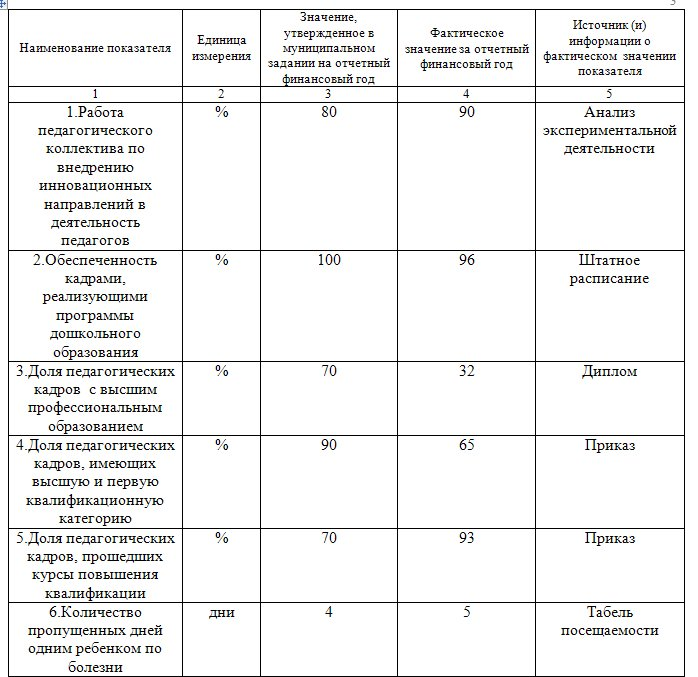 5
Наименование показателя
Единица
измерения
Значение,
утвержденное в
муниципальном
задании на отчетный
финансовый год
Фактическое
значение за отчетный
финансовый год
Источник (и)
информации о
фактическом значении
показателя
1
2
3
4
5
1.Работа
педагогического
коллектива по
внедрению
инновационных
направлений в
деятельность
педагогов
%
80
90
Анализ
экспериментальной
деятельности
2.Обеспеченность
кадрами,
реализующими
программы
дошкольного
образования
%
100
96
Штатное
расписание
3.Доля педагогических
кадров с высшим
профессиональным
образованием
%
70
32
Диплом
4.Доля педагогических
кадров, имеющих
высшую и первую
квалификационную
категорию
%
90
65
Приказ
5.Доля педагогических
кадров, прошедших
курсы повышения
квалификации
%
70
93
Приказ
6.Количество
пропущенных дней
одним ребенком по
болезни
дни
4
5
Табель
посещаемости